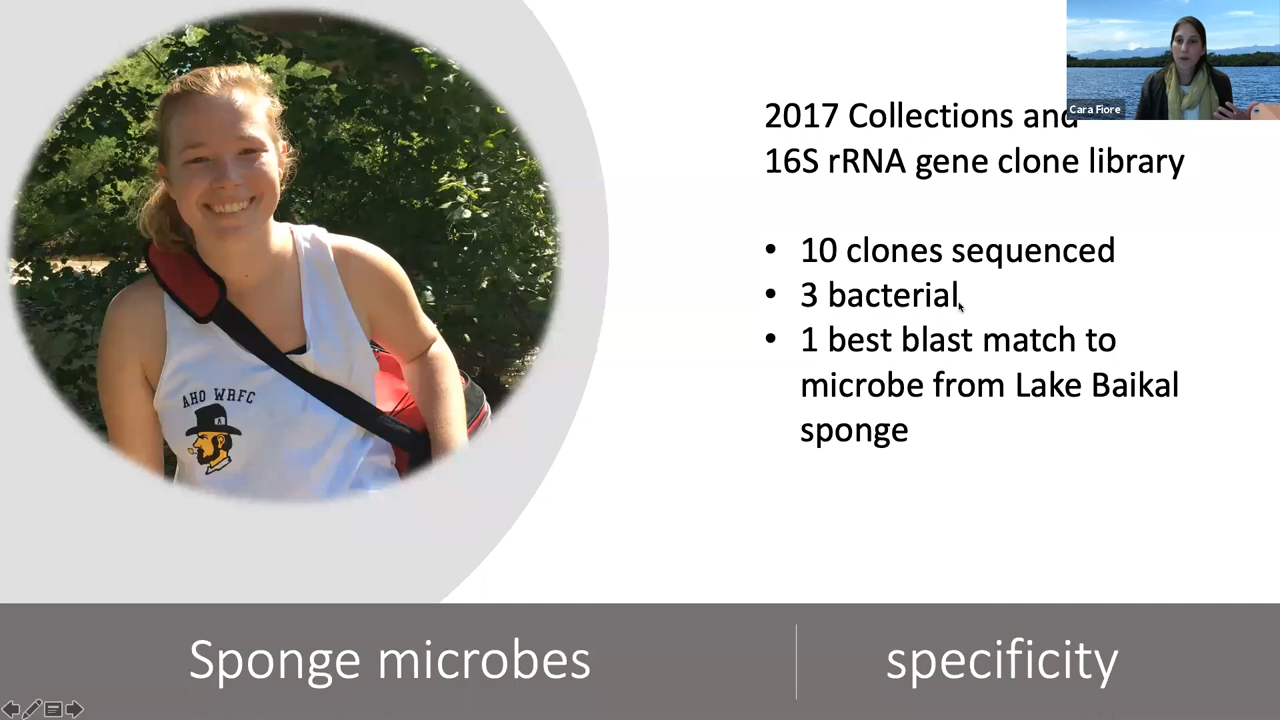 Cara Fiore
2017 Collections and
16S rRNA gene clone library
• 10 clones sequenced
• 3 bacterial
• 1 best blast match to
microbe from Lake Baikal
sponge
AHO WRFC
A
Sponge microbes
specificity